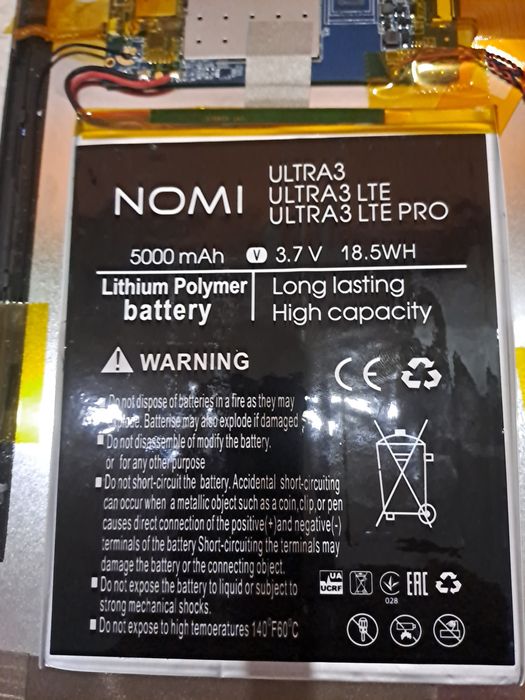 NOMI
ULTRA3
ULTRA3 LTE
ULTRA3 LTE PRO
5000 mAh V 3.7 V 18.5WH
Lithium Polymer
battery
Long lasting
High capacity
WARNING
CE
Do not dispose of batteries in a fire as they may
Batterise may also explode if damaged
Do not disassemble of modify the battery.
or for any other purpose
Do not short-circuit the battery. Accidental short-circuiting
can occur when a metallic object such as a coin,clip,or pen
causes direct connection of the positive(+)and negative(-)
terminals of the battery Short-circuiting the terminals may
damage the battery or the connecting object.
Do not expose the battery to liquid or subject to
strong mechanical shocks.
Do not expose to high temoeratures 140°F60°C
UA
UCRF
028
EAC